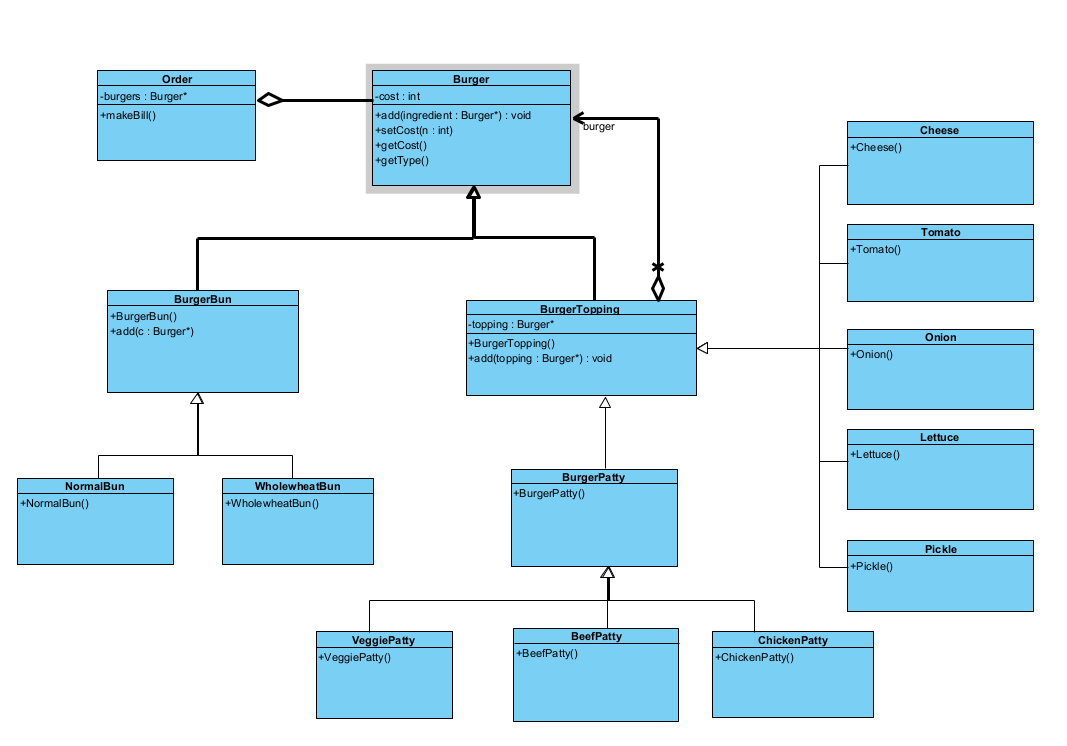 Order
-burgers : Burger*
+makeBill()
Burger
-cost : int
+add(ingredient : Burger*) : void
+setCost(n : int)
+getCost()
+getType()
burger
Cheese
+Cheese()
Tomato
+Tomato()
BurgerBun
+BurgerBun()
+add(c : Burger*)
BurgerTopping
-topping : Burger*
+BurgerTopping()
+add(topping : Burger*) : void
Onion
+Onion()
Lettuce
+Lettuce()
NormalBun
+NormalBun()
WholewheatBun
+WholewheatBun()
BurgerPatty
+BurgerPatty()
Pickle
+Pickle()
VeggiePatty
+VeggiePatty()
BeefPatty
+BeefPatty()
ChickenPatty
+ChickenPatty()